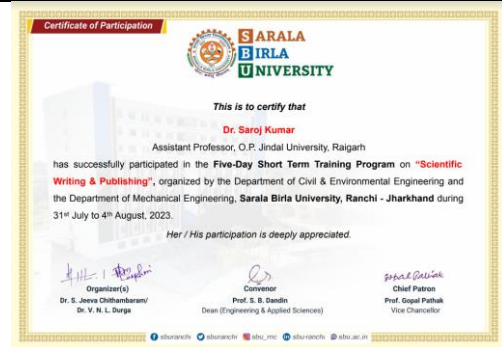 Certificate of Participation
SARALA
BIRLA
UNIVERSITY
This is to certify that
Dr. Saroj Kumar
Assistant Professor, O.P. Jindal University, Raigarh
has successfully participated in the Five-Day Short Term Training Program on “Scientific
Writing & Publishing”, organized by the Department of Civil & Environmental Engineering and
the Department of Mechanical Engineering, Sarala Birla University, Ranchi - Jharkhand during
31st July to 4th August, 2023.
Her / His participation is deeply appreciated.
Gopal Pathak
Organizer(s) Convenor Chief Patron
Dr. S. Jeeva Chithambaram/ Prof. S. B. Dandin Prof. Gopal Pathak
Dr. V. N. L. Durga Dean (Engineering & Applied Sciences) Vice Chancellor
sburanchi sburanchi sbu_rnc sbu-ranchi sbu.ac.in